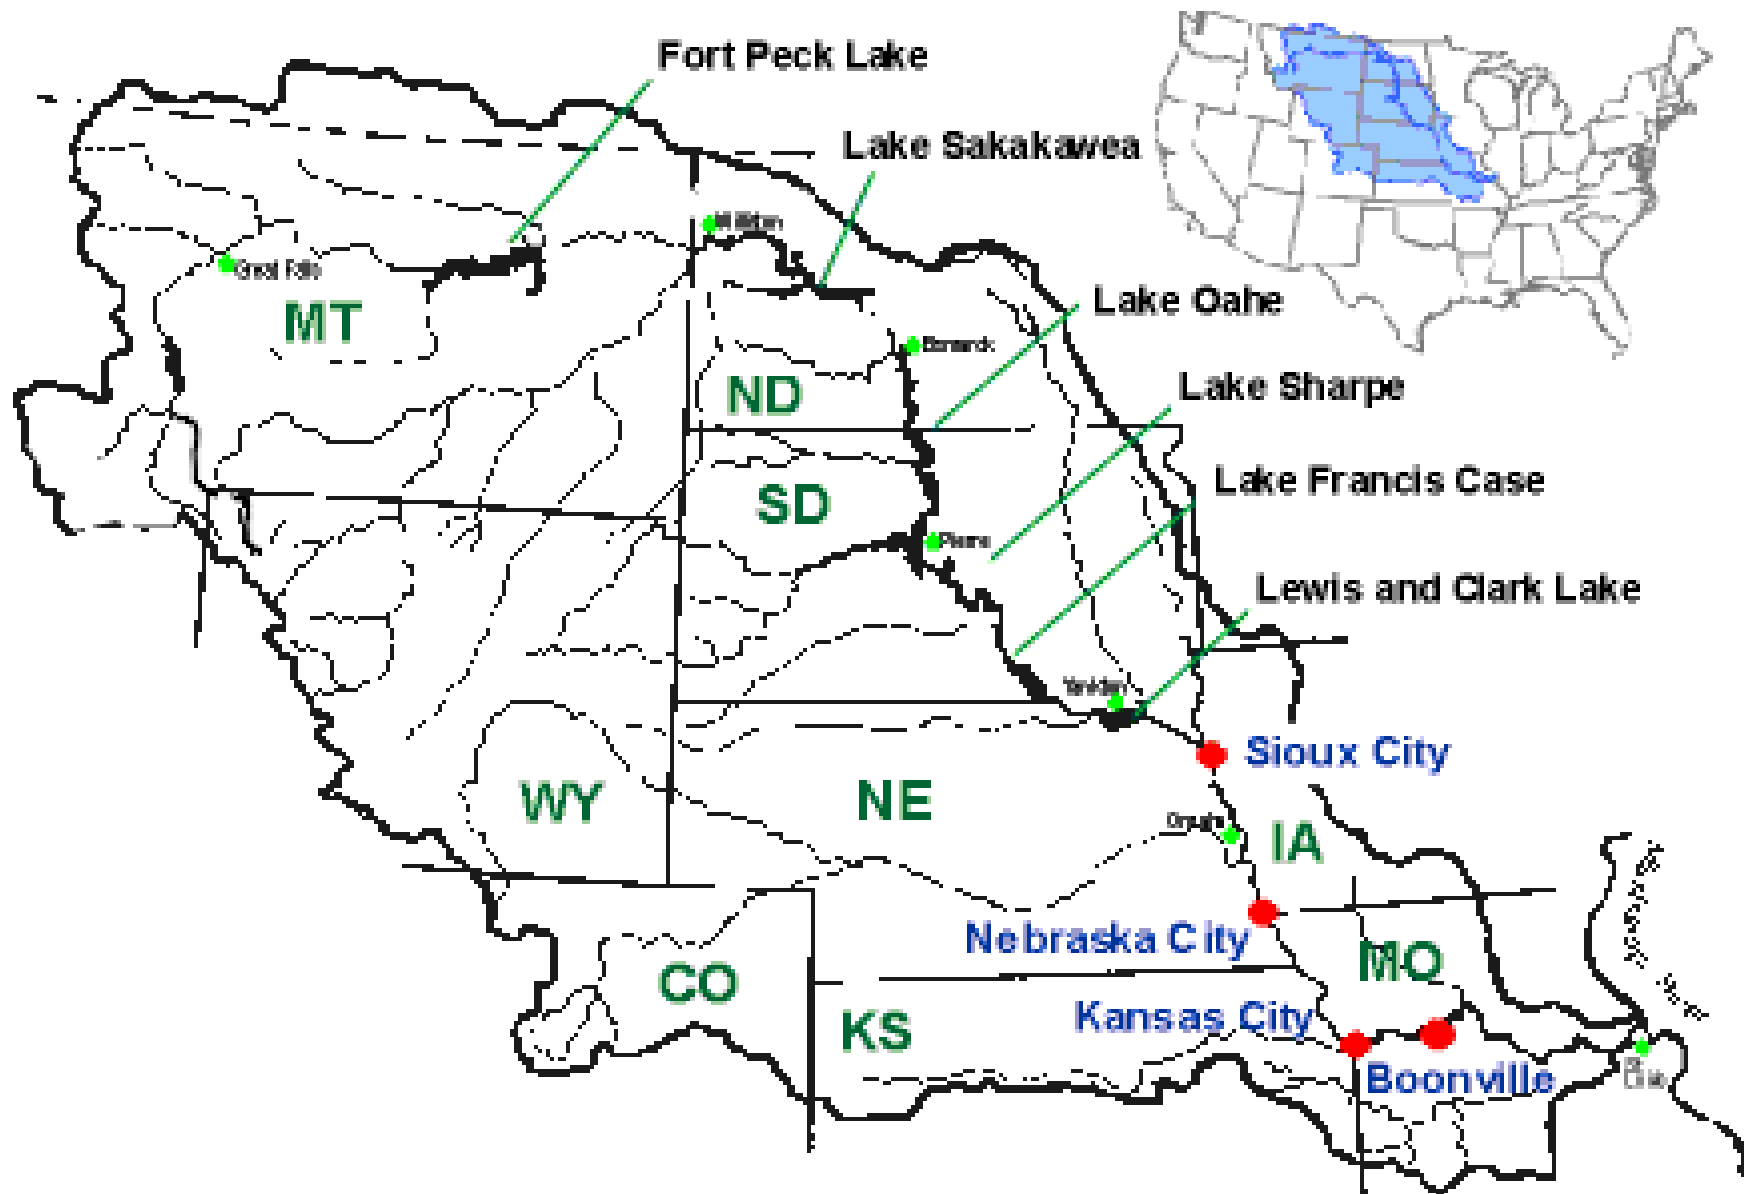 Fort Peck Lake
Lake Sakakawea
Williston
Great Falls
MT
Lake Oahe
Bismarck
Lake Sharpe
ND
Lake Francis Case
SD
Pierre
Lewis and Clark Lake
Yankton
Sioux City
WY
NE
Omaha
IA
Nebraska City
MO
CO
Kansas City
KS
Boonville